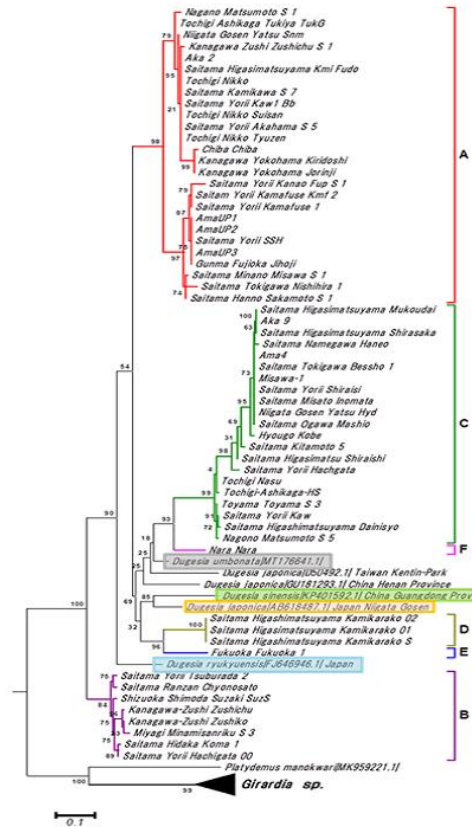 Nagano Matsumoto S 1
Tochigi Ashikaga Tukiya TukG
Niigata Gosen Yatsu Snm
Kanagawa Zushi Zushichu S 1
Aka 2
Saitama Higasimatsuyama Kmi Fudo
Tochigi Nikko
Saitama Kamikawa S 7
Saitama Yorii Kaw1 Bb
Tochigi Nikko Suisan
Saitama Yorii Akahama S 5
Tochigi Nikko Tyuzen
Chiba Chiba
Kanagawa Yokohama Kiridoshi
Kanagawa Yokohama Jorinji
Saitama Yorii Kanao Fup S 1
Saitam Yorii Kamafuse Kmf 2
Saitama Yorii Kamafuse 1
AmaUP1
AmaUP2
Saitama Yorii SSH
AmaUP3
Gunma Fujioka Jihoji
Saitama Minano Misawa S 1
Saitama Tokigawa Nishihira 1
Saitama Hanno Sakamoto S 1
A
Saitama Higasimatsuyama Mukoudai
Aka 9
Saitama Higasimatsuyama Shirasaka
Saitama Namegawa Haneo
Ama4
Saitama Tokigawa Bessho 1
Misawa-1
Saitama Yorii Shiraisi
Saitama Misato Inomata
Niigata Gosen Yatsu Hyd
Saitama Ogawa Mashio
Hyougo Kobe
Saitama Kitamoto 5
Saitama Higasimatsu Shiraishi
Saitama Yorii Hachgata
Tochigi Nasu
Tochigi-Ashikaga-HS
Toyama Toyama S 3
Saitama Yorii Kaw
Saitama Higashimatsuyama Dainisyo
Nagano Matsumoto S 5
C
Nara Nara
F
Dugesia umbonata|MT176641.1|
Dugesia japonica|D50492.1| Taiwan Kentin-Park
Dugesia japonica|GU181293.1| China Henan Province
Dugesia sinensis|KP401592.1| China Guangdong Prov
Dugesia japonica|AB618487.1| Japan Niigata Gosen
Saitama Higashimatsuyama Kamikarako 02
Saitama Higashimatsuyama Kamikarako 01
Saitama Higashimatsuyama Kamikarako S
D
Fukuoka Fukuoka 1
E
Dugesia ryukyuensis|FJ646946.1| Japan
Saitama Yorii Tsuburada 2
Saitama Ranzan Chyonosato
Shizuoka Shimoda Suzaki SuzS
Kanagawa-Zushi Zushichu
Kanagawa-Zushi Zushiko
Miyagi Minamisanriku S 3
Saitama Hidaka Koma 1
Saitama Yorii Hachigata 00
B
Platydemus manokwari|MK959221.1|
Girardia sp.
0.1